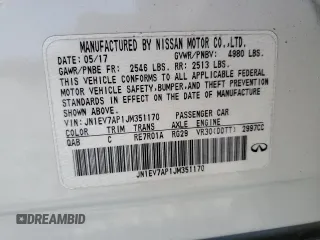 MANUFACTURED BY NISSAN MOTOR CO.,LTD.
DATE: 05/17 GVWR/PNBV: 4980 LBS.
GAWR/PNBE FR: 2546 LBS. RR: 2513 LBS.
THIS VEHICLE CONFORMS TO ALL APPLICABLE FEDERAL
MOTOR VEHICLE SAFETY,BUMPER,AND THEFT PREVENTION
STANDARDS IN EFFECT ON THE DATE OF MANUFACTURE
SHOWN ABOVE.
VIN: JN1EV7AP1JM351170 PASSENGER CAR
COLOR TRIM TRANS AXLE ENGINE
QAB C RE7R01A R029 VR30(DDTT) 2997CC
JN1EV7AP1JM351170
INFINITI
© DREAMBID
dreambid.com